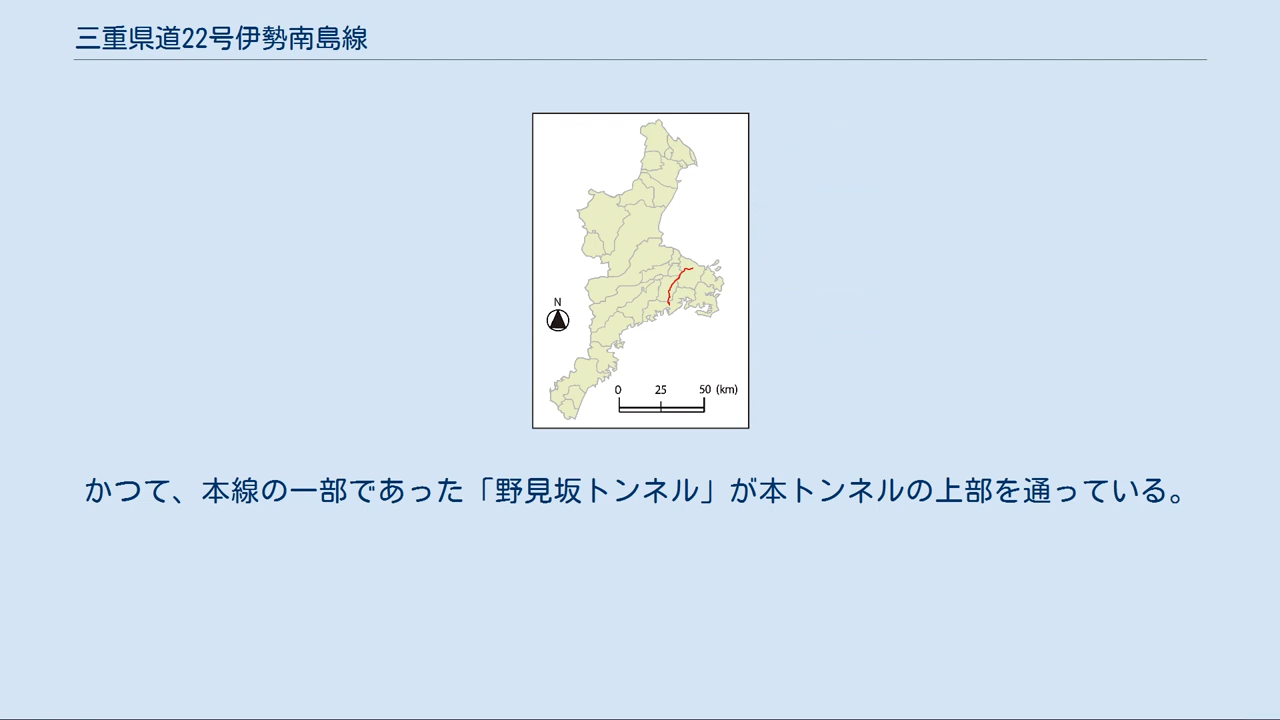 三重県道22号伊勢南島線
N
0 25 50 (km)
かつて、本線の一部であった「野見坂トンネル」が本トンネルの上部を通っている。